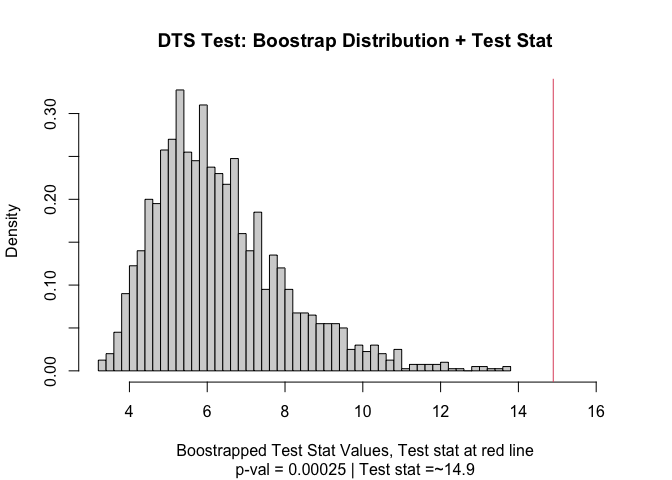 DTS Test: Boostrap Distribution + Test Stat
Density
0.30
0.20
0.10
0.00
4 6 8 10 12 14 16
Boostrapped Test Stat Values, Test stat at red line
p-val = 0.00025 | Test stat =~14.9